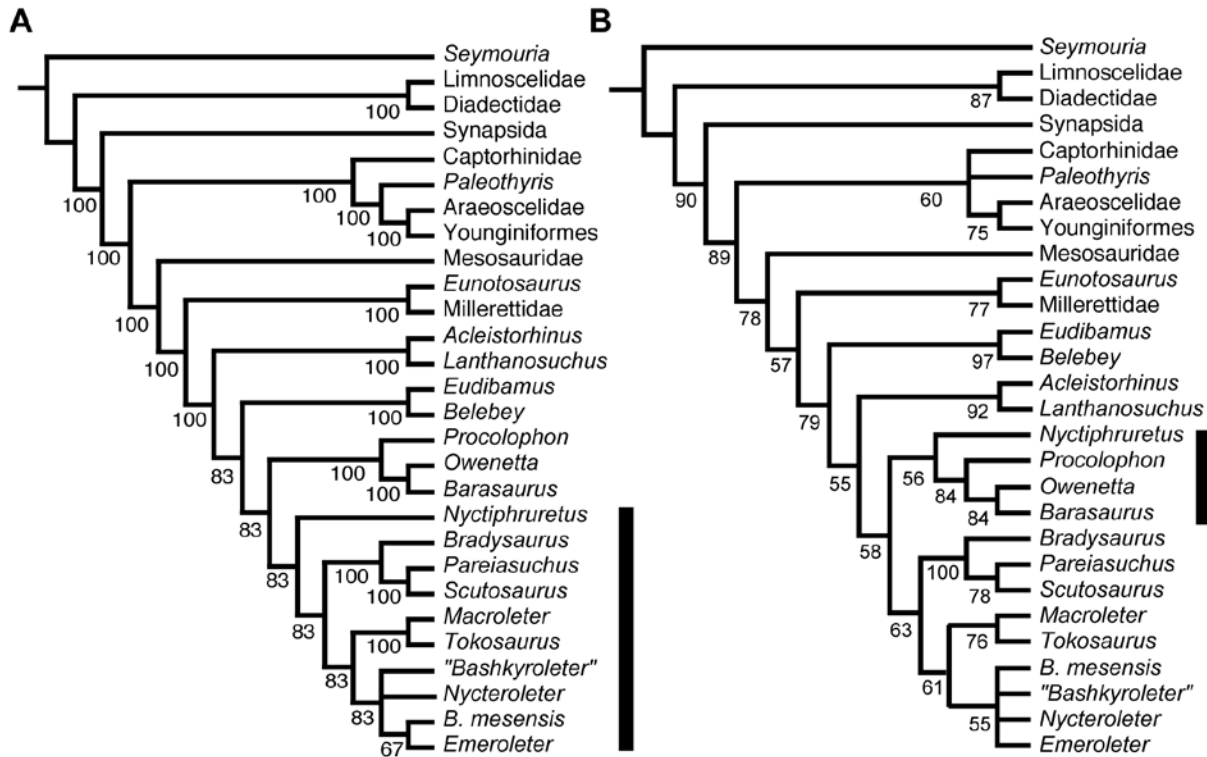 A
Seymouria
Limnoscelidae
100
Diadectidae
Synapsida
100
Captorhinidae
100
Paleothyris
100
Araeoscelidae
100
Younginiformes
100
Mesosauridae
100
Eunotosaurus
100
Millerettidae
100
Acleistorhinus
100
Lanthanosuchus
100
Eudibamus
100
Belebey
83
Procolophon
100
Owenetta
100
Barasaurus
83
Nyctiphruretus
83
Bradysaurus
100
Pareiasuchus
100
Scutosaurus
83
Macroleter
100
Tokosaurus
83
"Bashkyroleter"
83
Nycteroleter
B. mesensis
67
Emeroleter
B
Seymouria
Limnoscelidae
87
Diadectidae
Synapsida
90
Captorhinidae
Paleothyris
60
Araeoscelidae
75
Younginiformes
89
Mesosauridae
78
Eunotosaurus
77
Millerettidae
57
Eudibamus
97
Belebey
79
Acleistorhinus
92
Lanthanosuchus
55
Nyctiphruretus
56
Procolophon
84
Owenetta
84
Barasaurus
58
Bradysaurus
100
Pareiasuchus
78
Scutosaurus
63
Macroleter
76
Tokosaurus
61
B. mesensis
"Bashkyroleter"
55
Nycteroleter
Emeroleter